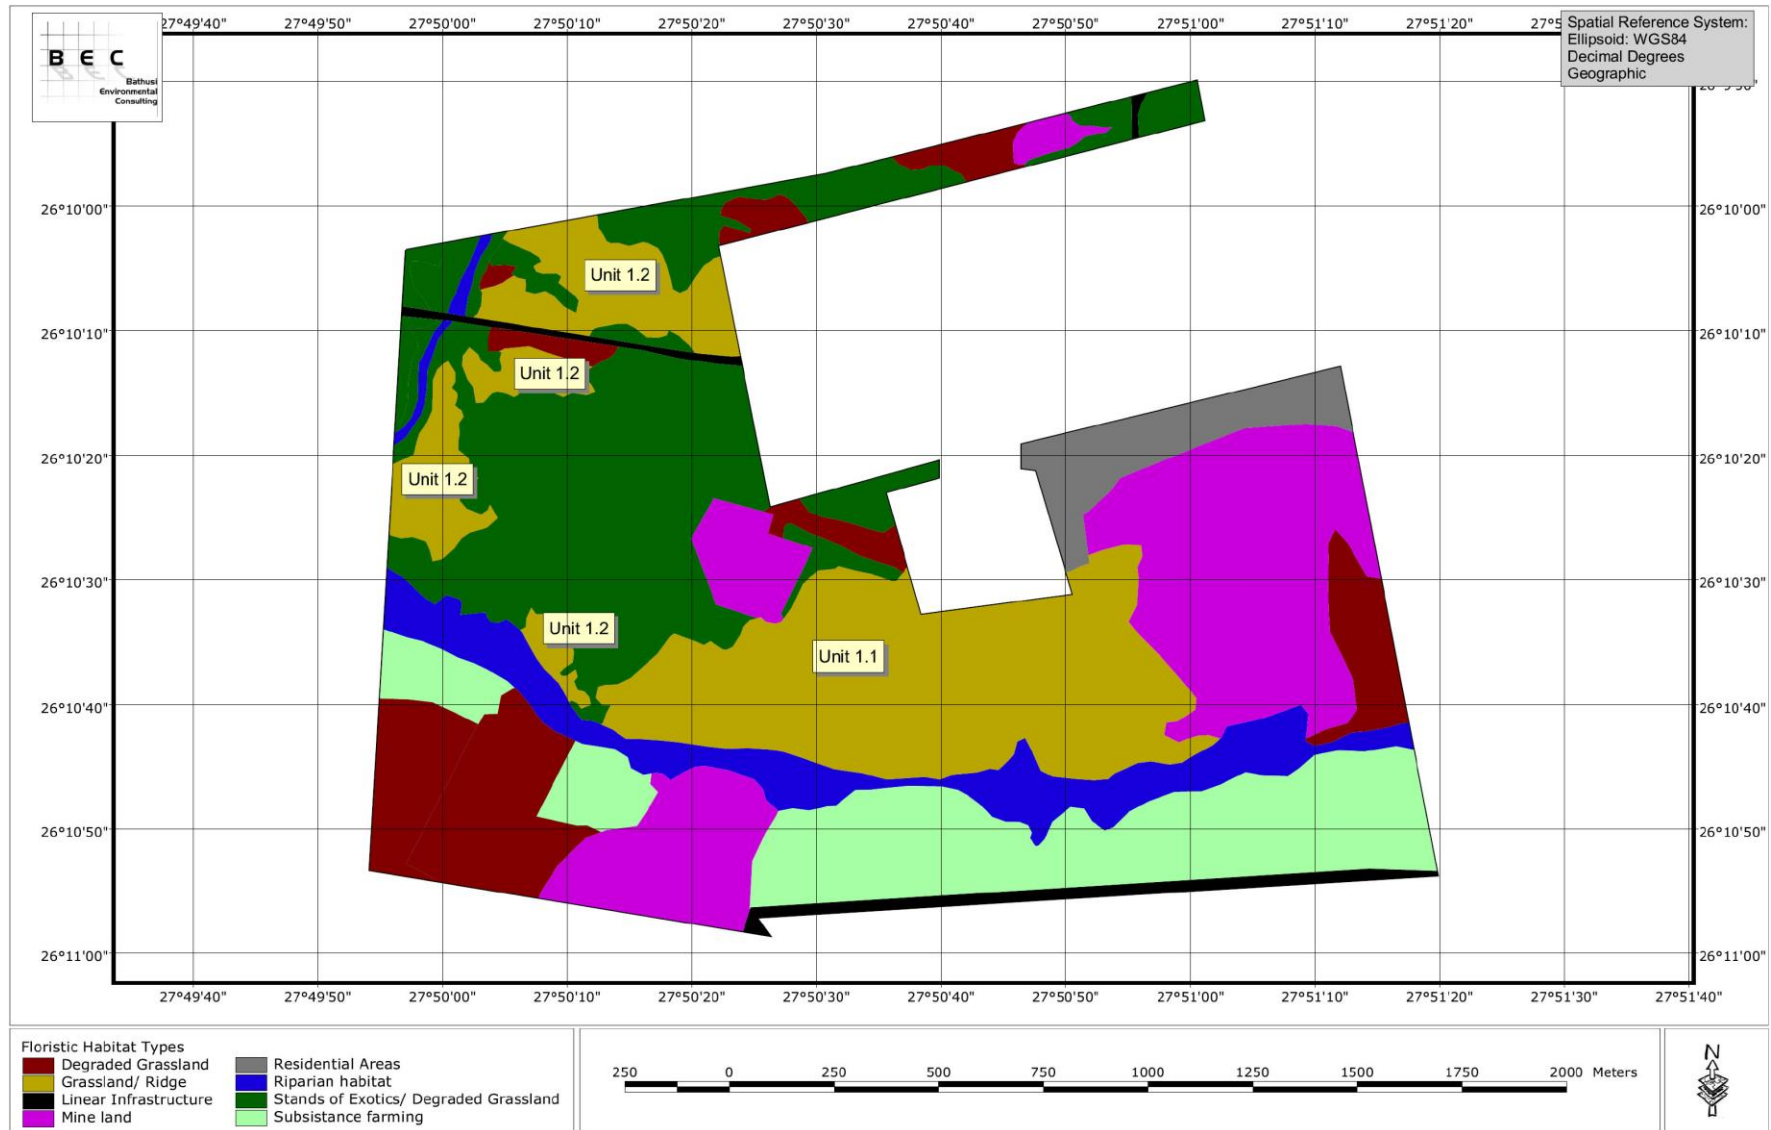 27°49'40" 27°49'50" 27°50'00" 27°50'10" 27°50'20" 27°50'30" 27°50'40" 27°50'50" 27°51'00" 27°51'10" 27°51'20"
Spatial Reference System:
Ellipsoid: WGS84
Decimal Degrees
Geographic
B E C
Bathusi
Environmental
Consulting
26°10'00" 26°10'00"
Unit 1.2
26°10'10" 26°10'10"
Unit 1.2
26°10'20" 26°10'20"
Unit 1.2
26°10'30" 26°10'30"
Unit 1.2
Unit 1.1
26°10'40" 26°10'40"
26°10'50" 26°10'50"
26°11'00" 26°11'00"
27°49'40" 27°49'50" 27°50'00" 27°50'10" 27°50'20" 27°50'30" 27°50'40" 27°50'50" 27°51'00" 27°51'10" 27°51'20" 27°51'30" 27°51'40"
Floristic Habitat Types
Degraded Grassland
Grassland/ Ridge
Linear Infrastructure
Mine land
Residential Areas
Riparian habitat
Stands of Exotics/ Degraded Grassland
Subsistance farming
250 0 250 500 750 1000 1250 1500 1750 2000 Meters
N